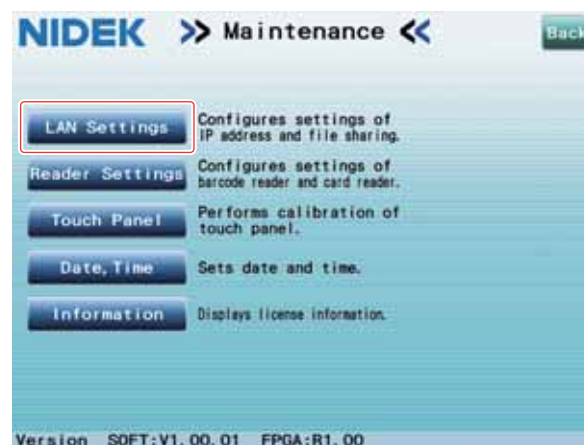 NIDEK >> Maintenance <<
Back
LAN Settings
Configures settings of
IP address and file sharing.
Reader Settings
Configures settings of
barcode reader and card reader.
Touch Panel
Performs calibration of
touch panel.
Date, Time
Sets date and time.
Information
Displays license information.
Version SOFT:V1.00.01 FPGA:R1.00